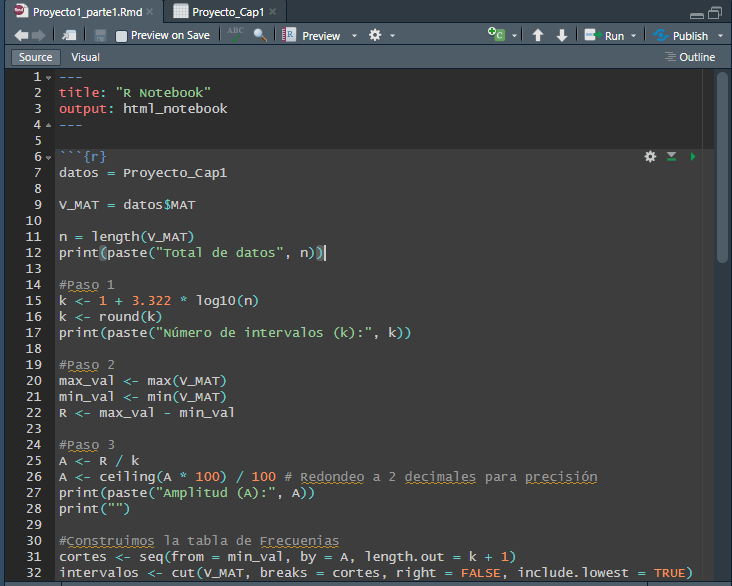 Proyecto1_parte1.Rmd × Proyecto_Cap1 ×
Preview on Save ABC Preview Run Publish
Source Visual Outline
1 ---
2 title: "R Notebook"
3 output: html_notebook
4 ---
5
6 ```{r}
7 datos = Proyecto_Cap1
8
9 V_MAT = datos$MAT
10
11 n = length(V_MAT)
12 print(paste("Total de datos", n))
13
14 #Paso 1
15 k <- 1 + 3.322 * log10(n)
16 k <- round(k)
17 print(paste("Número de intervalos (k):", k))
18
19 #Paso 2
20 max_val <- max(V_MAT)
21 min_val <- min(V_MAT)
22 R <- max_val - min_val
23
24 #Paso 3
25 A <- R / k
26 A <- ceiling(A * 100) / 100 # Redondeo a 2 decimales para precisión
27 print(paste("Amplitud (A):", A))
28 print("")
29
30 #Construimos la tabla de Frecuenias
31 cortes <- seq(from = min_val, by = A, length.out = k + 1)
32 intervalos <- cut(V_MAT, breaks = cortes, right = FALSE, include.lowest = TRUE)